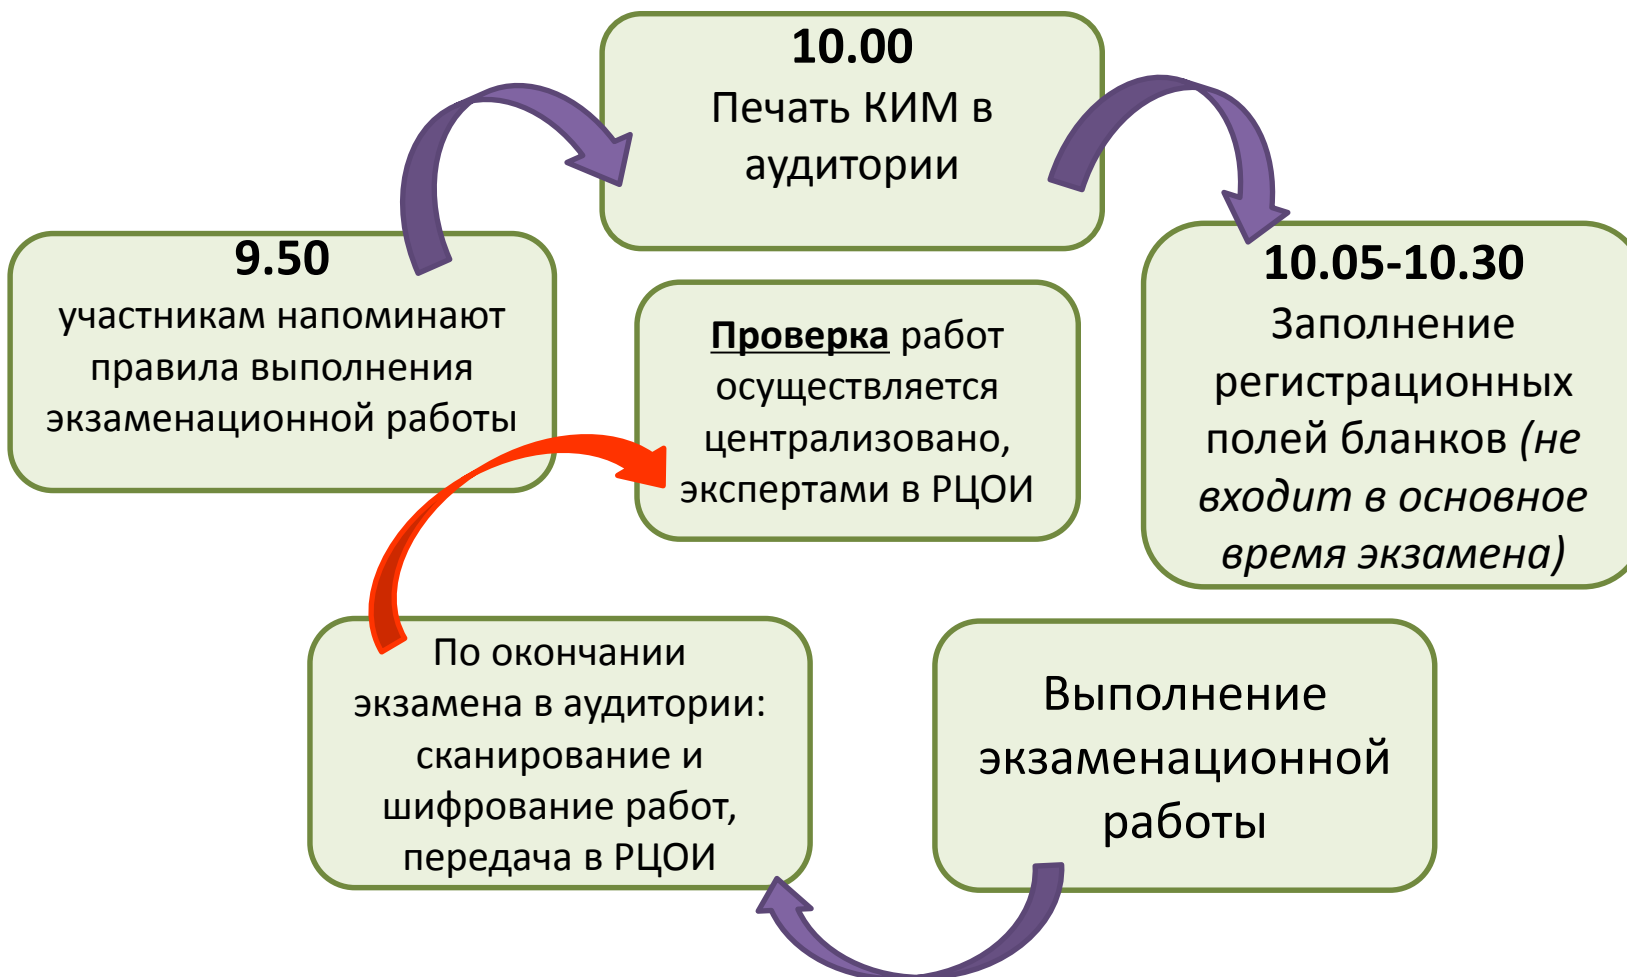 9.50
участникам напоминают
правила выполнения
экзаменационной работы
10.00
Печать КИМ в
аудитории
10.05-10.30
Заполнение
регистрационных
полей бланков (не
входит в основное
время экзамена)
Выполнение
экзаменационной
работы
По окончании
экзамена в аудитории:
сканирование и
шифрование работ,
передача в РЦОИ
Проверка работ
осуществляется
централизовано,
экспертами в РЦОИ